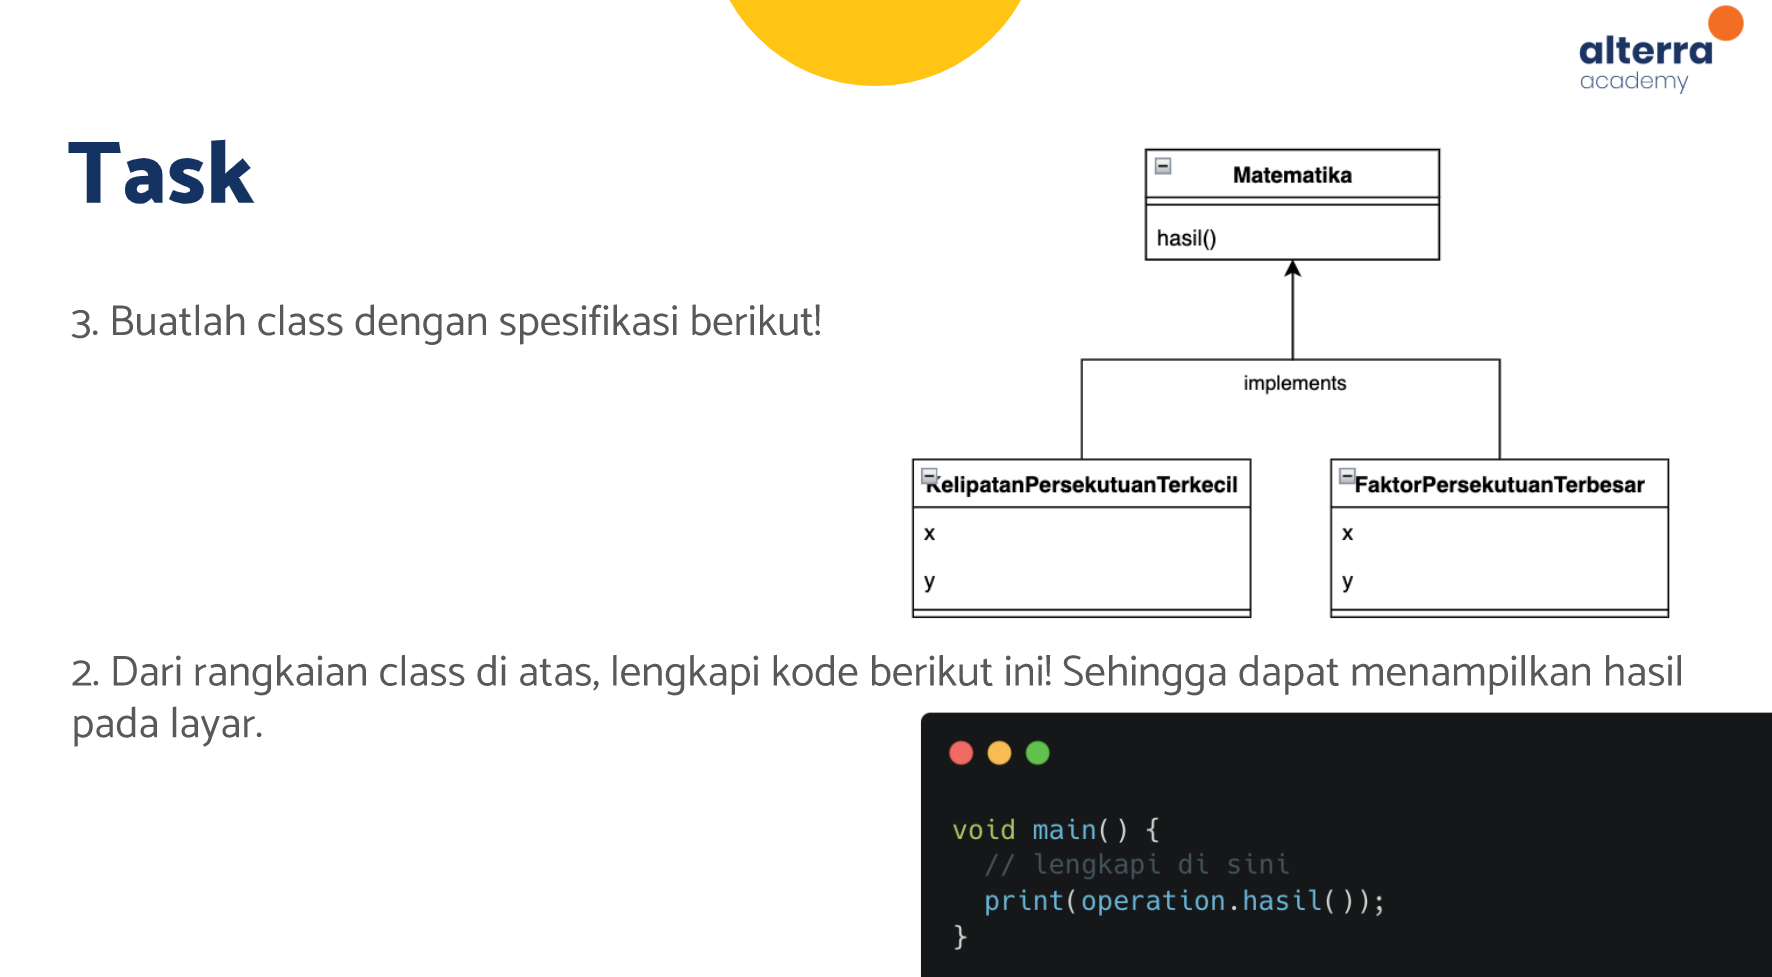 alterra
academy
Task
Matematika
hasil()
3. Buatlah class dengan spesifikasi berikut!
implements
KelipatanPersekutuanTerkecil
x
y
FaktorPersekutuanTerbesar
x
y
2. Dari rangkaian class di atas, lengkapi kode berikut ini! Sehingga dapat menampilkan hasil
pada layar.
void main() {
// lengkapi di sini
print(operation.hasil());
}